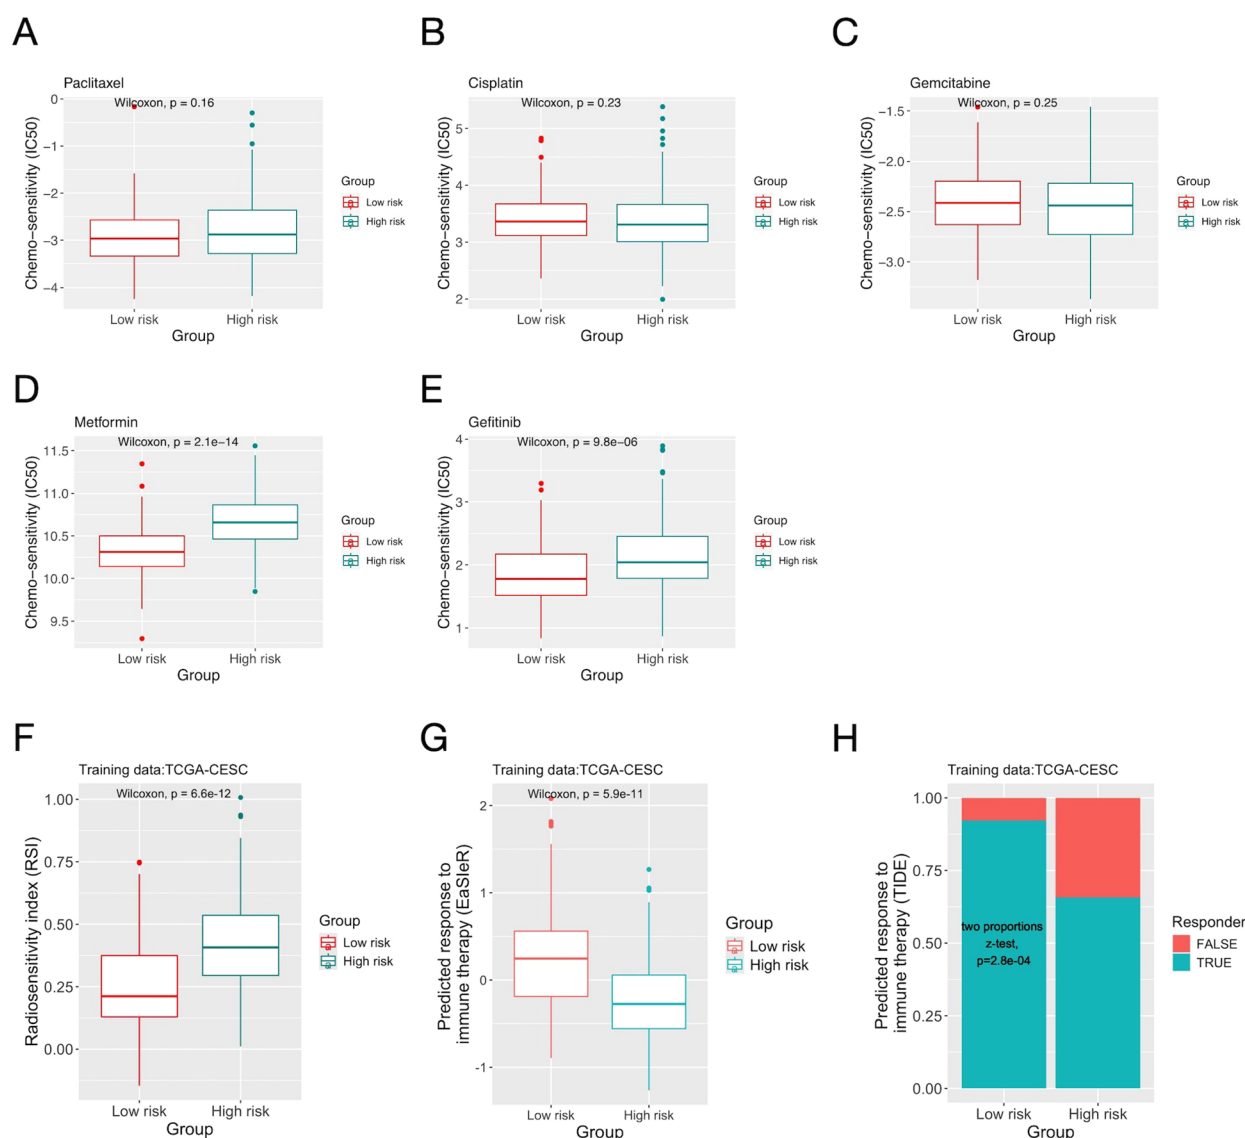 A
Paclitaxel
Wilcoxon, p = 0.16
0
−1
−2
−3
−4
Chemo−sensitivity (IC50)
Low risk
High risk
Group
Group
Low risk
High risk
B
Cisplatin
Wilcoxon, p = 0.23
5
4
3
2
Chemo−sensitivity (IC50)
Low risk
High risk
Group
Group
Low risk
High risk
C
Gemcitabine
Wilcoxon, p = 0.25
−1.5
−2.0
−2.5
−3.0
Chemo−sensitivity (IC50)
Low risk
High risk
Group
Group
Low risk
High risk
D
Metformin
Wilcoxon, p = 2.1e−14
11.5
11.0
10.5
10.0
9.5
Chemo−sensitivity (IC50)
Low risk
High risk
Group
Group
Low risk
High risk
E
Gefitinib
Wilcoxon, p = 9.8e−06
4
3
2
1
Chemo−sensitivity (IC50)
Low risk
High risk
Group
Group
Low risk
High risk
F
Training data:TCGA-CESC
Wilcoxon, p = 6.6e-12
1.00
0.75
0.50
0.25
0.00
Radiosensitivity index (RSI)
Low risk
High risk
Group
Group
Low risk
High risk
G
Training data:TCGA-CESC
Wilcoxon, p = 5.9e-11
2
1
0
-1
Predicted response to
immune therapy (EaSIeR)
Low risk
High risk
Group
Group
Low risk
High risk
H
Training data:TCGA-CESC
1.00
0.75
0.50
0.25
0.00
Predicted response to
immune therapy (TIDE)
two proportions
z-test,
p=2.8e-04
Low risk
High risk
Group
Responder
FALSE
TRUE